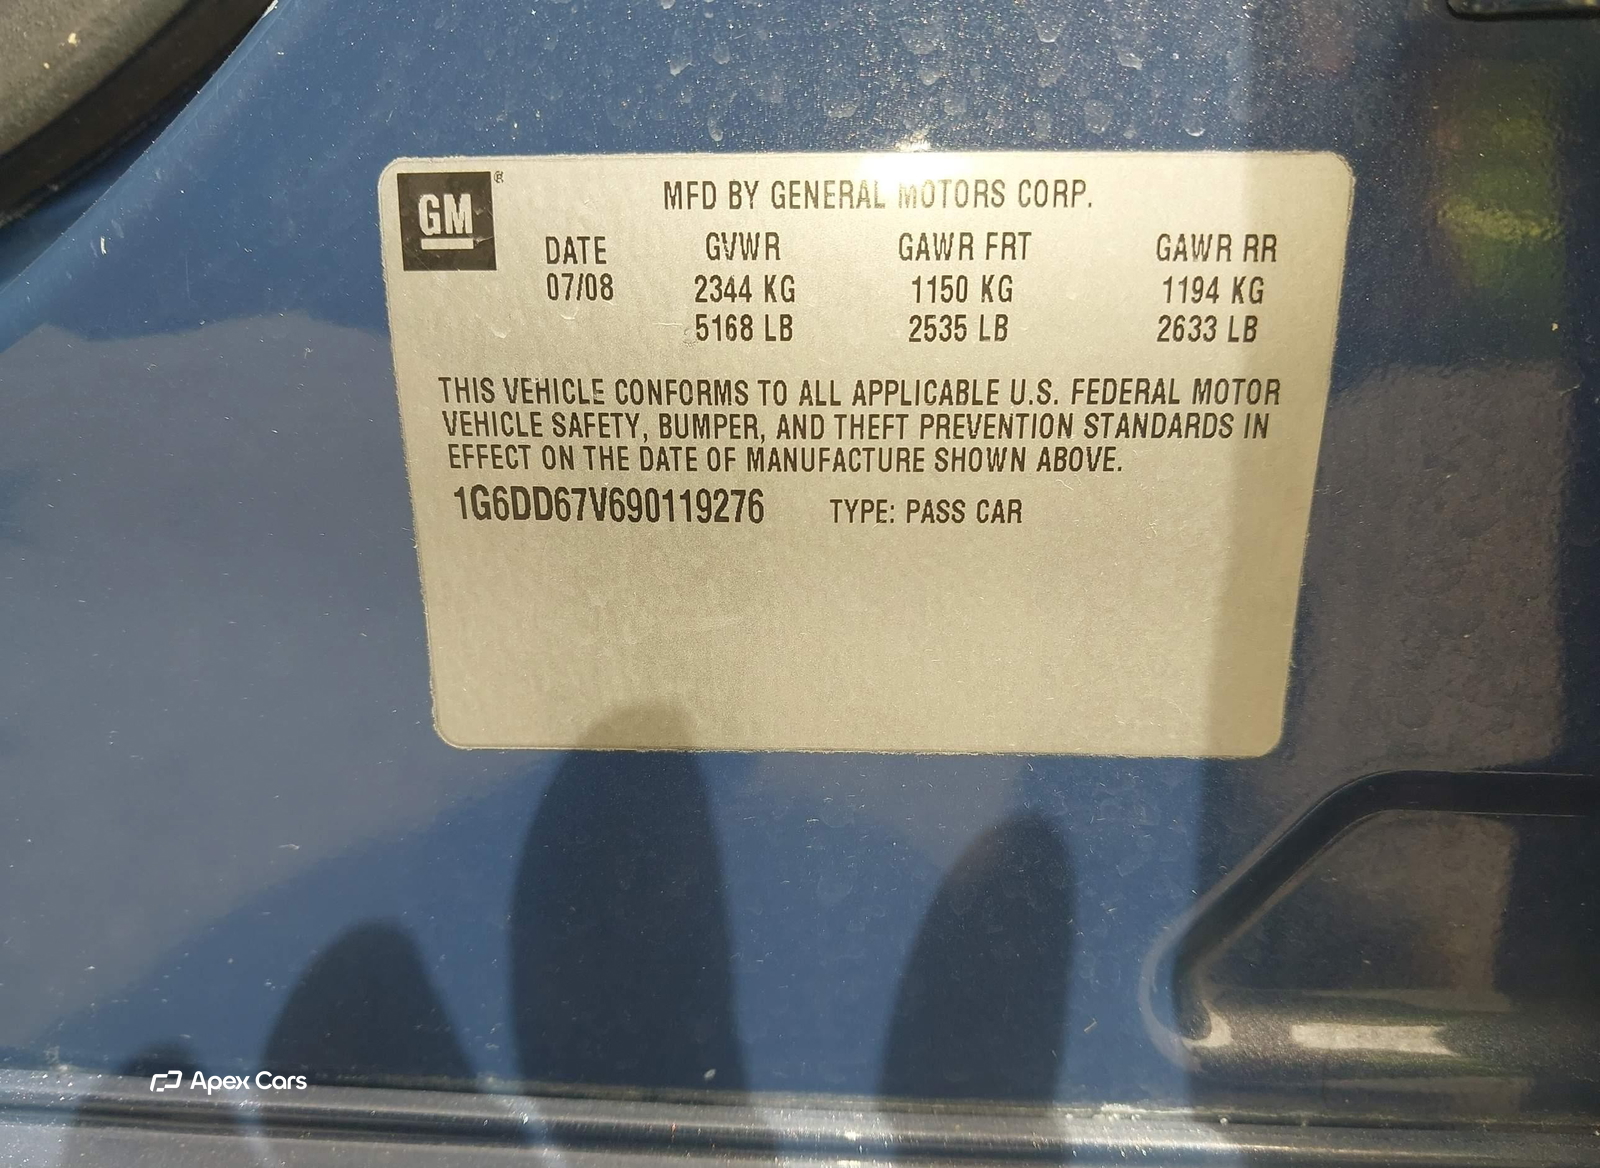 GM ®
MFD BY GENERAL MOTORS CORP.
DATE GVWR GAWR FRT GAWR RR
07/08 2344 KG 1150 KG 1194 KG
5168 LB 2535 LB 2633 LB
THIS VEHICLE CONFORMS TO ALL APPLICABLE U.S. FEDERAL MOTOR
VEHICLE SAFETY, BUMPER, AND THEFT PREVENTION STANDARDS IN
EFFECT ON THE DATE OF MANUFACTURE SHOWN ABOVE.
1G6DD67V690119276 TYPE: PASS CAR
Apex Cars